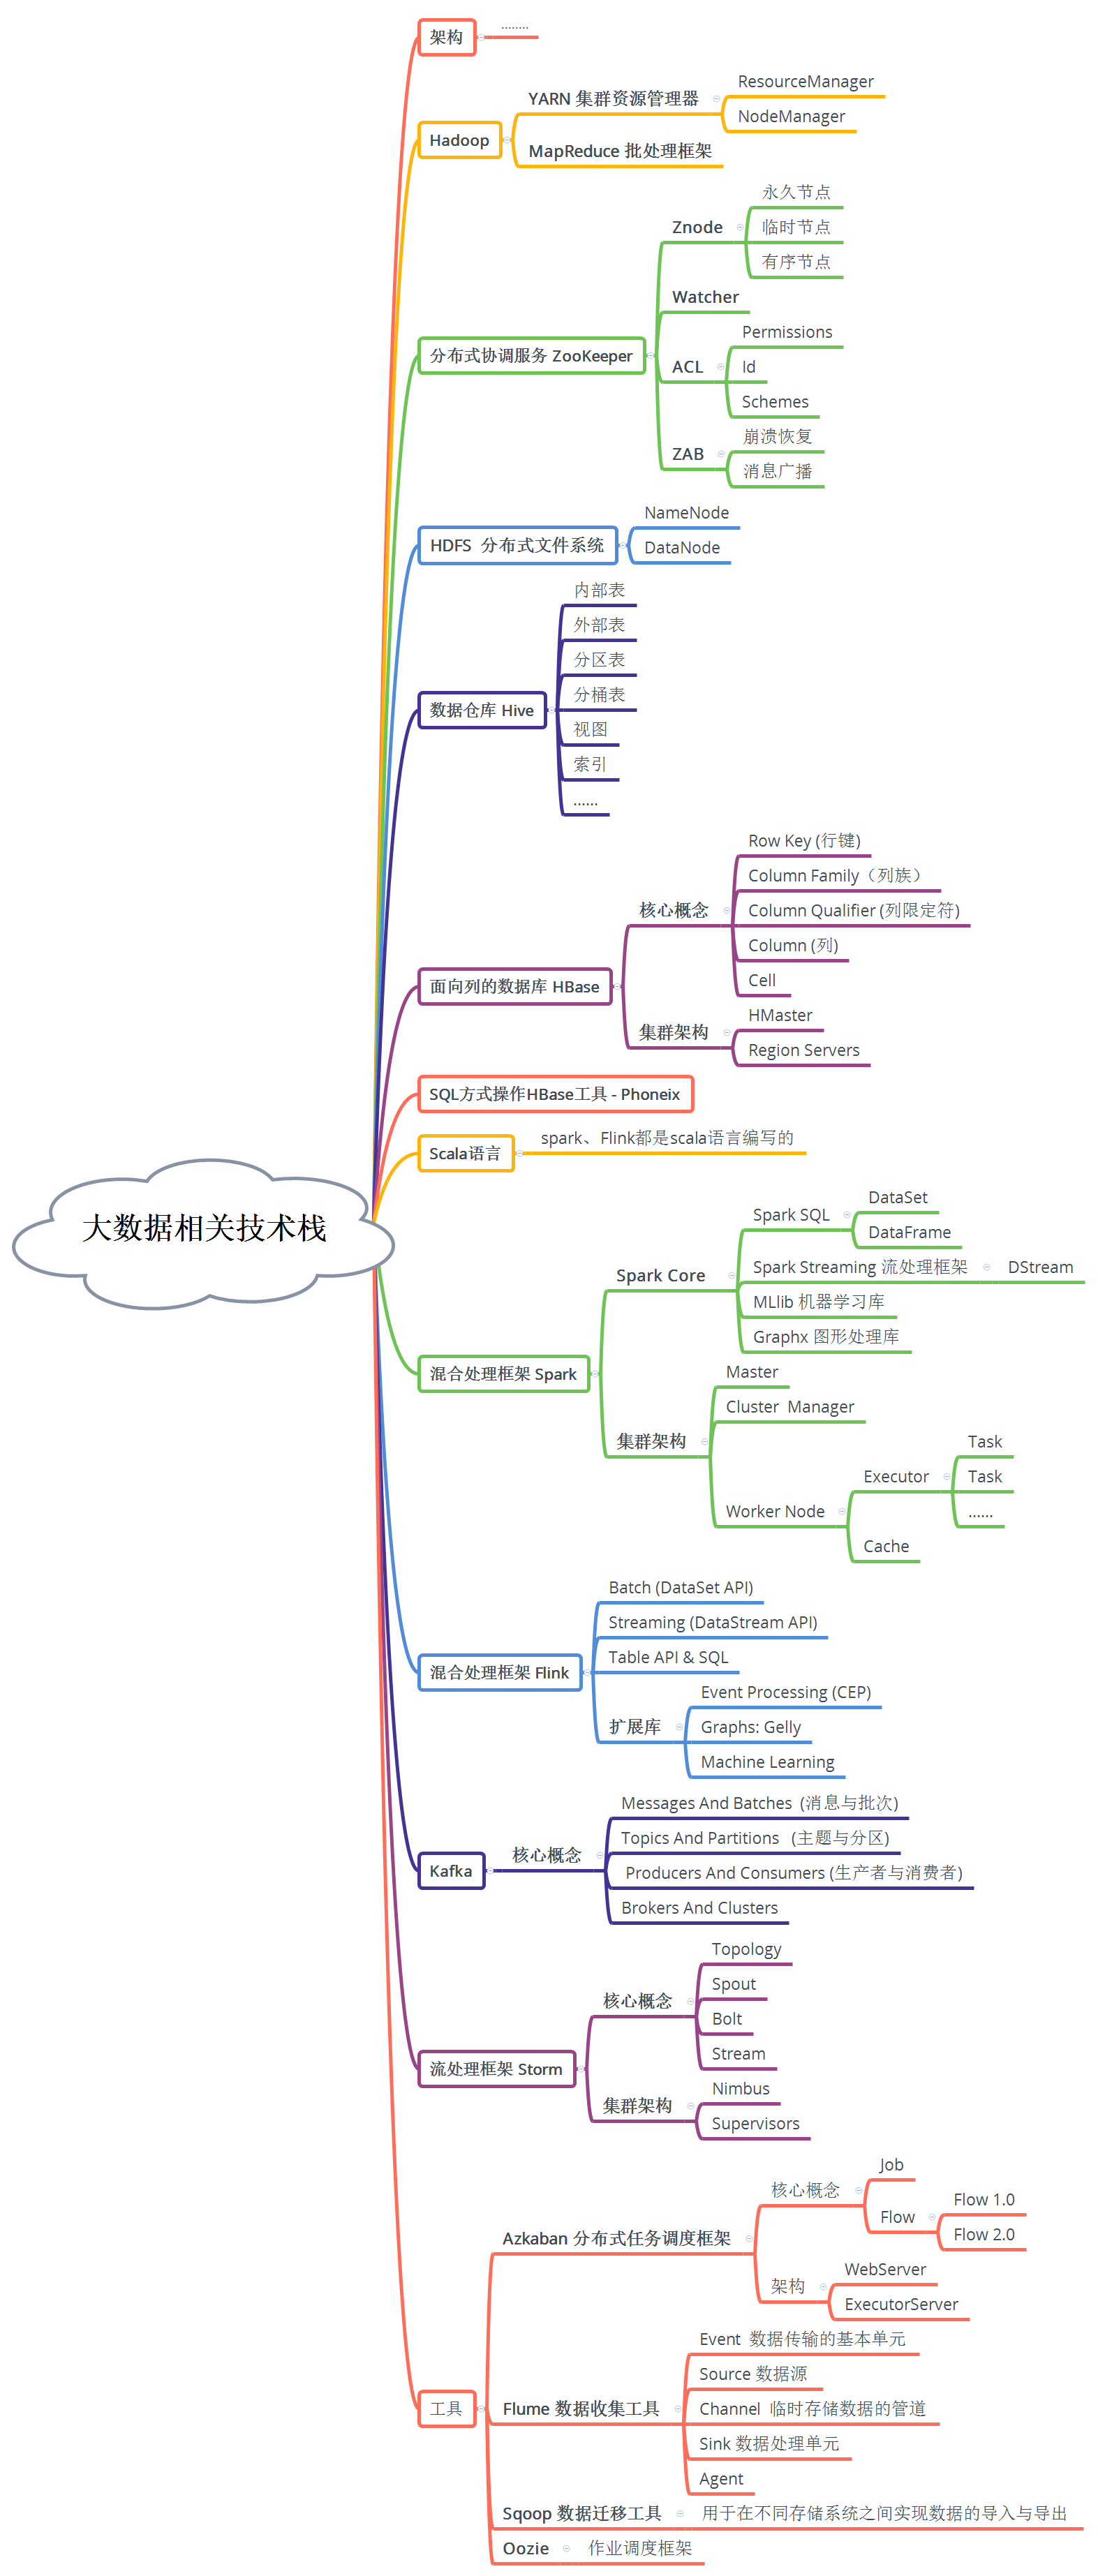 架构
........
Hadoop
YARN 集群资源管理器
ResourceManager
NodeManager
MapReduce 批处理框架
分布式协调服务 ZooKeeper
Znode
永久节点
临时节点
有序节点
Watcher
ACL
Permissions
Id
Schemes
ZAB
崩溃恢复
消息广播
HDFS 分布式文件系统
NameNode
DataNode
数据仓库 Hive
内部表
外部表
分区表
分桶表
视图
索引
......
面向列的数据库 HBase
核心概念
Row Key (行键)
Column Family（列族）
Column Qualifier (列限定符)
Column (列)
Cell
集群架构
HMaster
Region Servers
SQL方式操作HBase工具 - Phoneix
Scala语言
spark、Flink都是scala语言编写的
大数据相关技术栈
混合处理框架 Spark
Spark Core
Spark SQL
DataSet
DataFrame
Spark Streaming 流处理框架
DStream
MLlib 机器学习库
Graphx 图形处理库
集群架构
Master
Cluster Manager
Worker Node
Executor
Task
Task
......
Cache
混合处理框架 Flink
Batch (DataSet API)
Streaming (DataStream API)
Table API & SQL
扩展库
Event Processing (CEP)
Graphs: Gelly
Machine Learning
Kafka
核心概念
Messages And Batches (消息与批次)
Topics And Partitions (主题与分区)
Producers And Consumers (生产者与消费者)
Brokers And Clusters
流处理框架 Storm
核心概念
Topology
Spout
Bolt
Stream
集群架构
Nimbus
Supervisors
工具
Azkaban 分布式任务调度框架
核心概念
Job
Flow
Flow 1.0
Flow 2.0
架构
WebServer
ExecutorServer
Flume 数据收集工具
Event 数据传输的基本单元
Source 数据源
Channel 临时存储数据的管道
Sink 数据处理单元
Agent
Sqoop 数据迁移工具
用于在不同存储系统之间实现数据的导入与导出
Oozie
作业调度框架